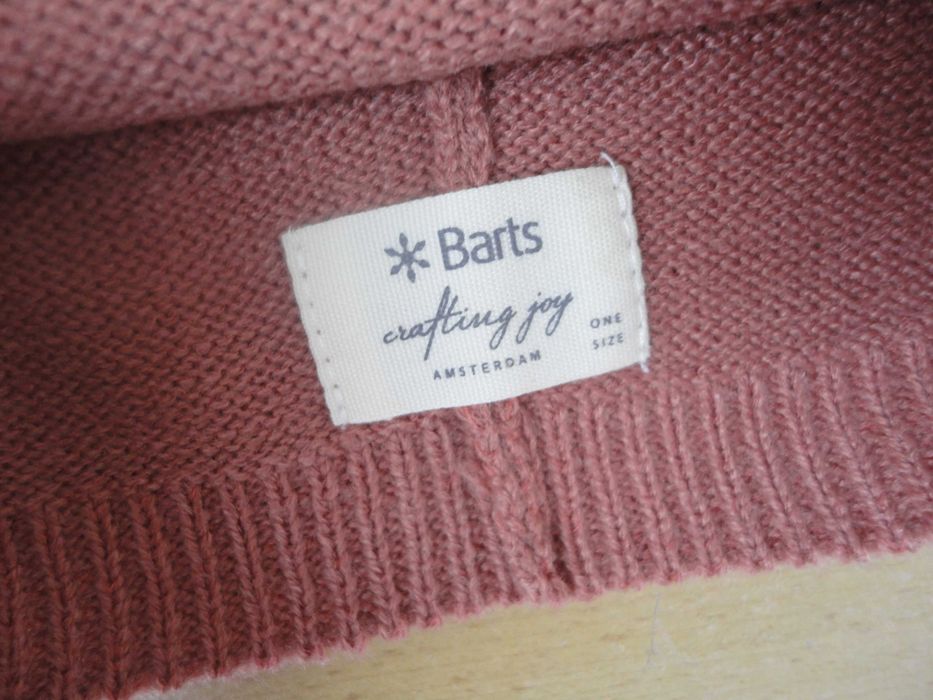 Barts
crafting joy
AMSTERDAM
ONE
SIZE